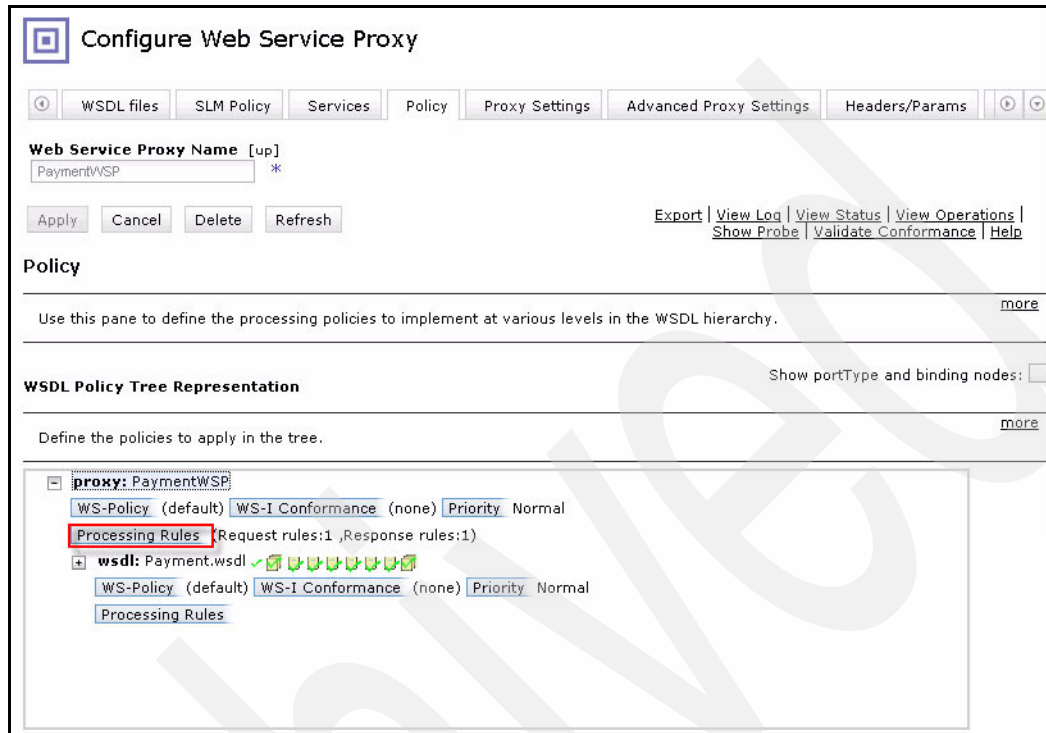 Configure Web Service Proxy
WSDL files SLM Policy Services Policy Proxy Settings Advanced Proxy Settings Headers/Params
Web Service Proxy Name [up]
PaymentWSP *
Apply Cancel Delete Refresh
Export | View Log | View Status | View Operations |
Show Probe | Validate Conformance | Help
Policy
more
Use this pane to define the processing policies to implement at various levels in the WSDL hierarchy.
WSDL Policy Tree Representation
Show portType and binding nodes:
more
Define the policies to apply in the tree.
proxy: PaymentWSP
WS-Policy (default) WS-I Conformance (none) Priority Normal
Processing Rules (Request rules:1 ,Response rules:1)
wsdl: Payment.wsdl
WS-Policy (default) WS-I Conformance (none) Priority Normal
Processing Rules